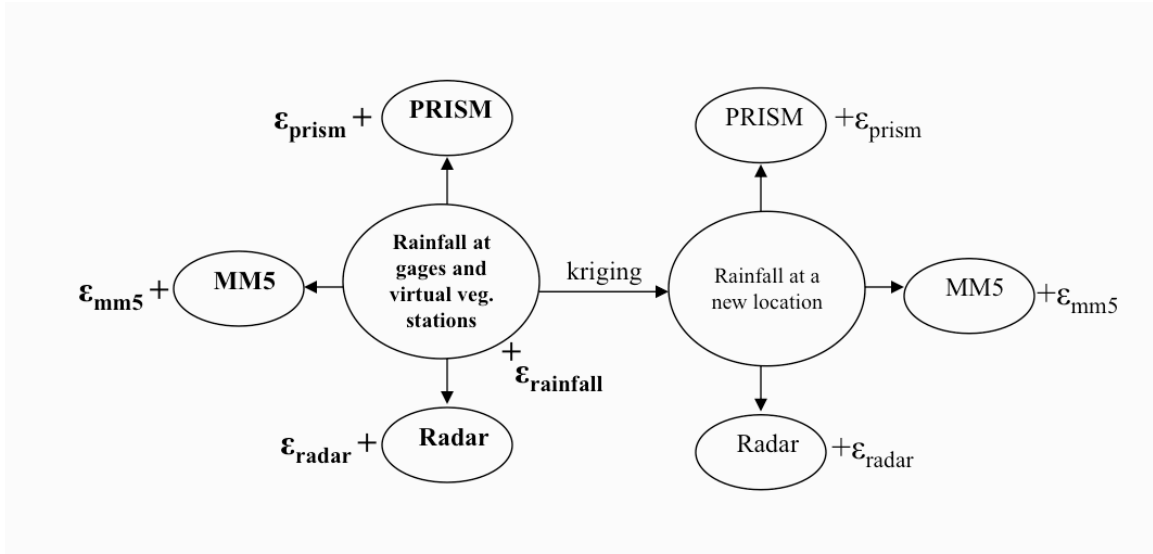 ε_prism + PRISM
PRISM +ε_prism
Rainfall at
gages and
virtual veg.
stations
ε_mm5 + MM5
kriging
Rainfall at a
new location
MM5 +ε_mm5
+
ε_rainfall
ε_radar + Radar
Radar +ε_radar